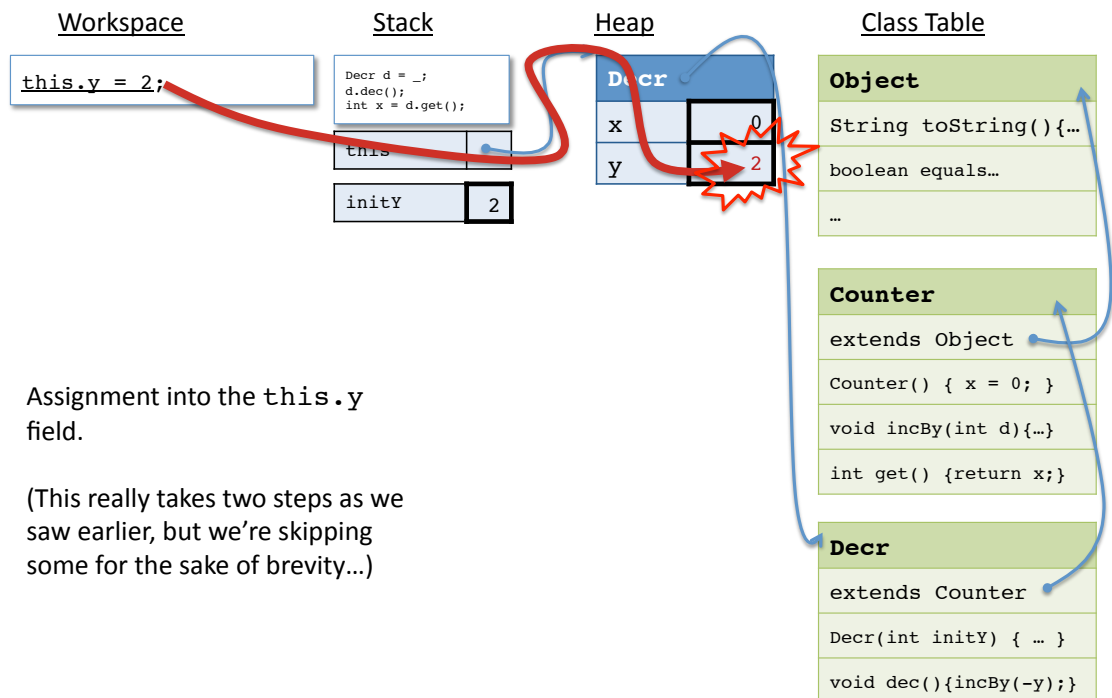 Workspace
Stack
Heap
Class Table
this.y = 2;
Decr d = _;
d.dec();
int x = d.get();
this
initY 2
Decr
x 0
y 2
Object
String toString(){…
boolean equals…
…
Counter
extends Object
Counter() { x = 0; }
void incBy(int d){…}
int get() {return x;}
Decr
extends Counter
Decr(int initY) { … }
void dec(){incBy(-y);}
Assignment into the this.y
field.
(This really takes two steps as we
saw earlier, but we’re skipping
some for the sake of brevity…)